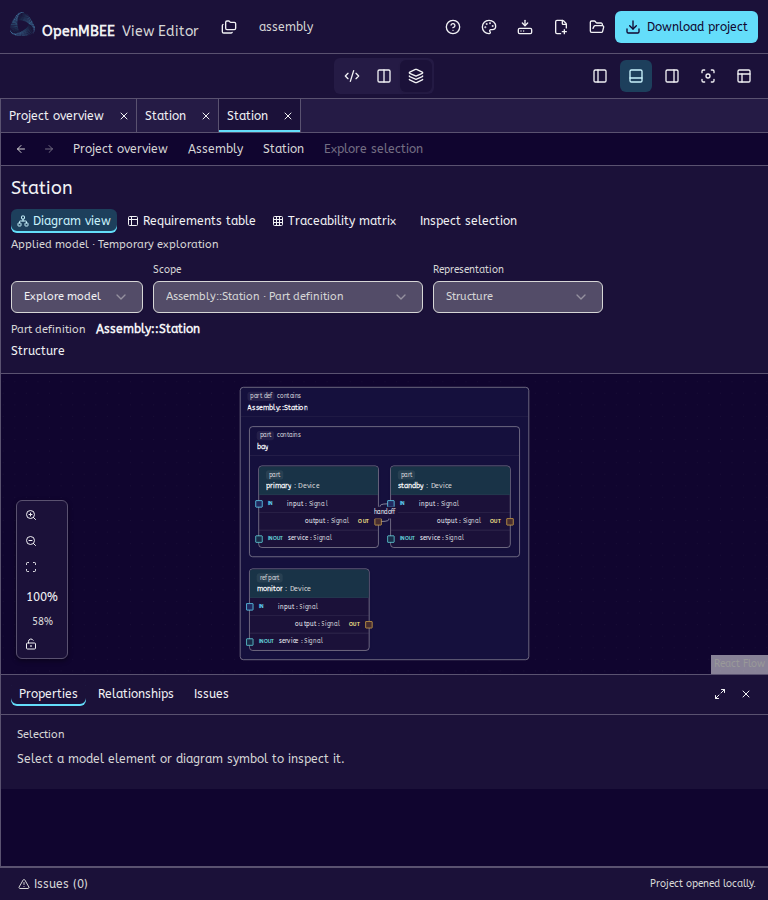 OpenMBEE View Editor assembly Download project
Project overview Station Station
Project overview Assembly Station Explore selection
Station
Diagram view Requirements table Traceability matrix Inspect selection
Applied model · Temporary exploration
Scope Representation
Explore model Assembly::Station · Part definition Structure
Part definition Assembly::Station
Structure
part def contains
Assembly::Station
part contains
bay
part part
primary : Device standby : Device
IN input : Signal IN input : Signal
handoff
output : Signal OUT output : Signal OUT
INOUT service : Signal INOUT service : Signal
ref part
monitor : Device
IN input : Signal
output : Signal OUT
INOUT service : Signal
100%
58%
React Flow
Properties Relationships Issues
Selection
Select a model element or diagram symbol to inspect it.
Issues (0) Project opened locally.